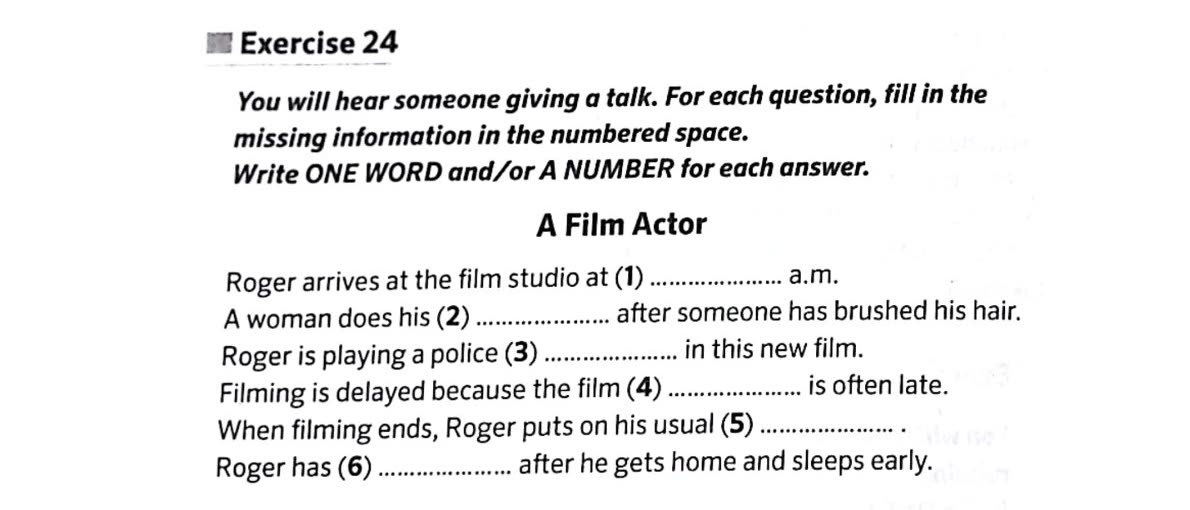 Exercise 24
You will hear someone giving a talk. For each question, fill in the
missing information in the numbered space.
Write ONE WORD and/or A NUMBER for each answer.
A Film Actor
Roger arrives at the film studio at (1) ..................... a.m.
A woman does his (2) ..................... after someone has brushed his hair.
Roger is playing a police (3) ..................... in this new film.
Filming is delayed because the film (4) ..................... is often late.
When filming ends, Roger puts on his usual (5) ..................... .
Roger has (6) ..................... after he gets home and sleeps early.